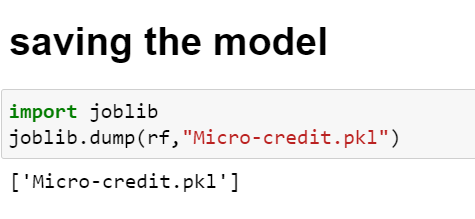 saving the model
import joblib
joblib.dump(rf,"Micro-credit.pkl")
['Micro-credit.pkl']